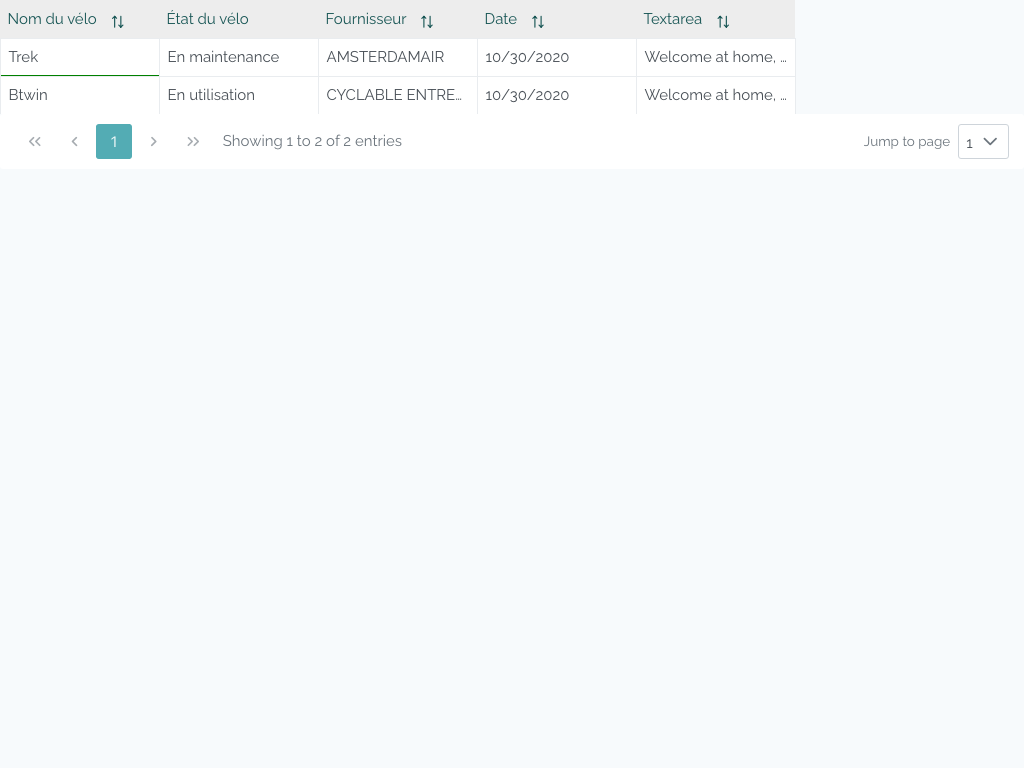 Nom du vélo État du vélo Fournisseur Date Textarea
Trek En maintenance AMSTERDAMAIR 10/30/2020 Welcome at home, ...
Btwin En utilisation CYCLABLE ENTRE... 10/30/2020 Welcome at home, ...
1 Showing 1 to 2 of 2 entries Jump to page 1